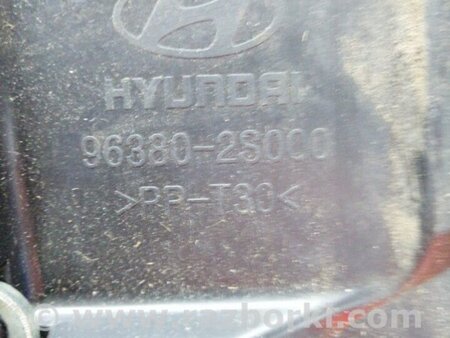 HYUNDAI
96380-2S000
>PP-T30<
© www.razborki.com